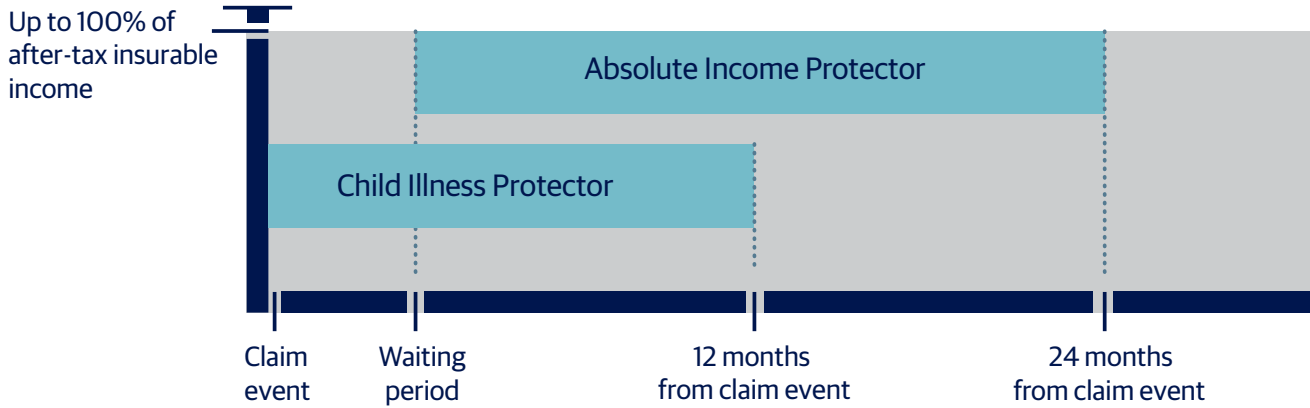 Up to 100% of
after-tax insurable
income
Absolute Income Protector
Child Illness Protector
Claim
event
Waiting
period
12 months
from claim event
24 months
from claim event